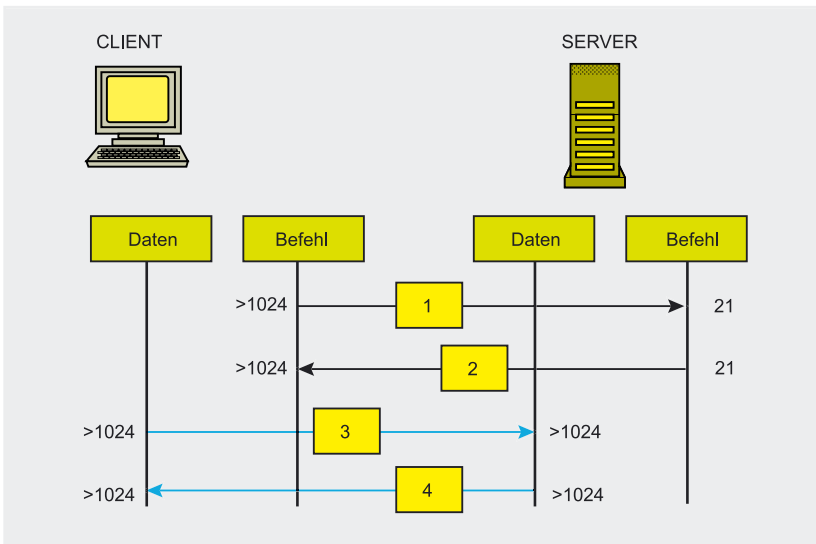 CLIENT SERVER
Daten Befehl Daten Befehl
>1024 1 21
>1024 2 21
>1024 3 >1024
>1024 4 >1024